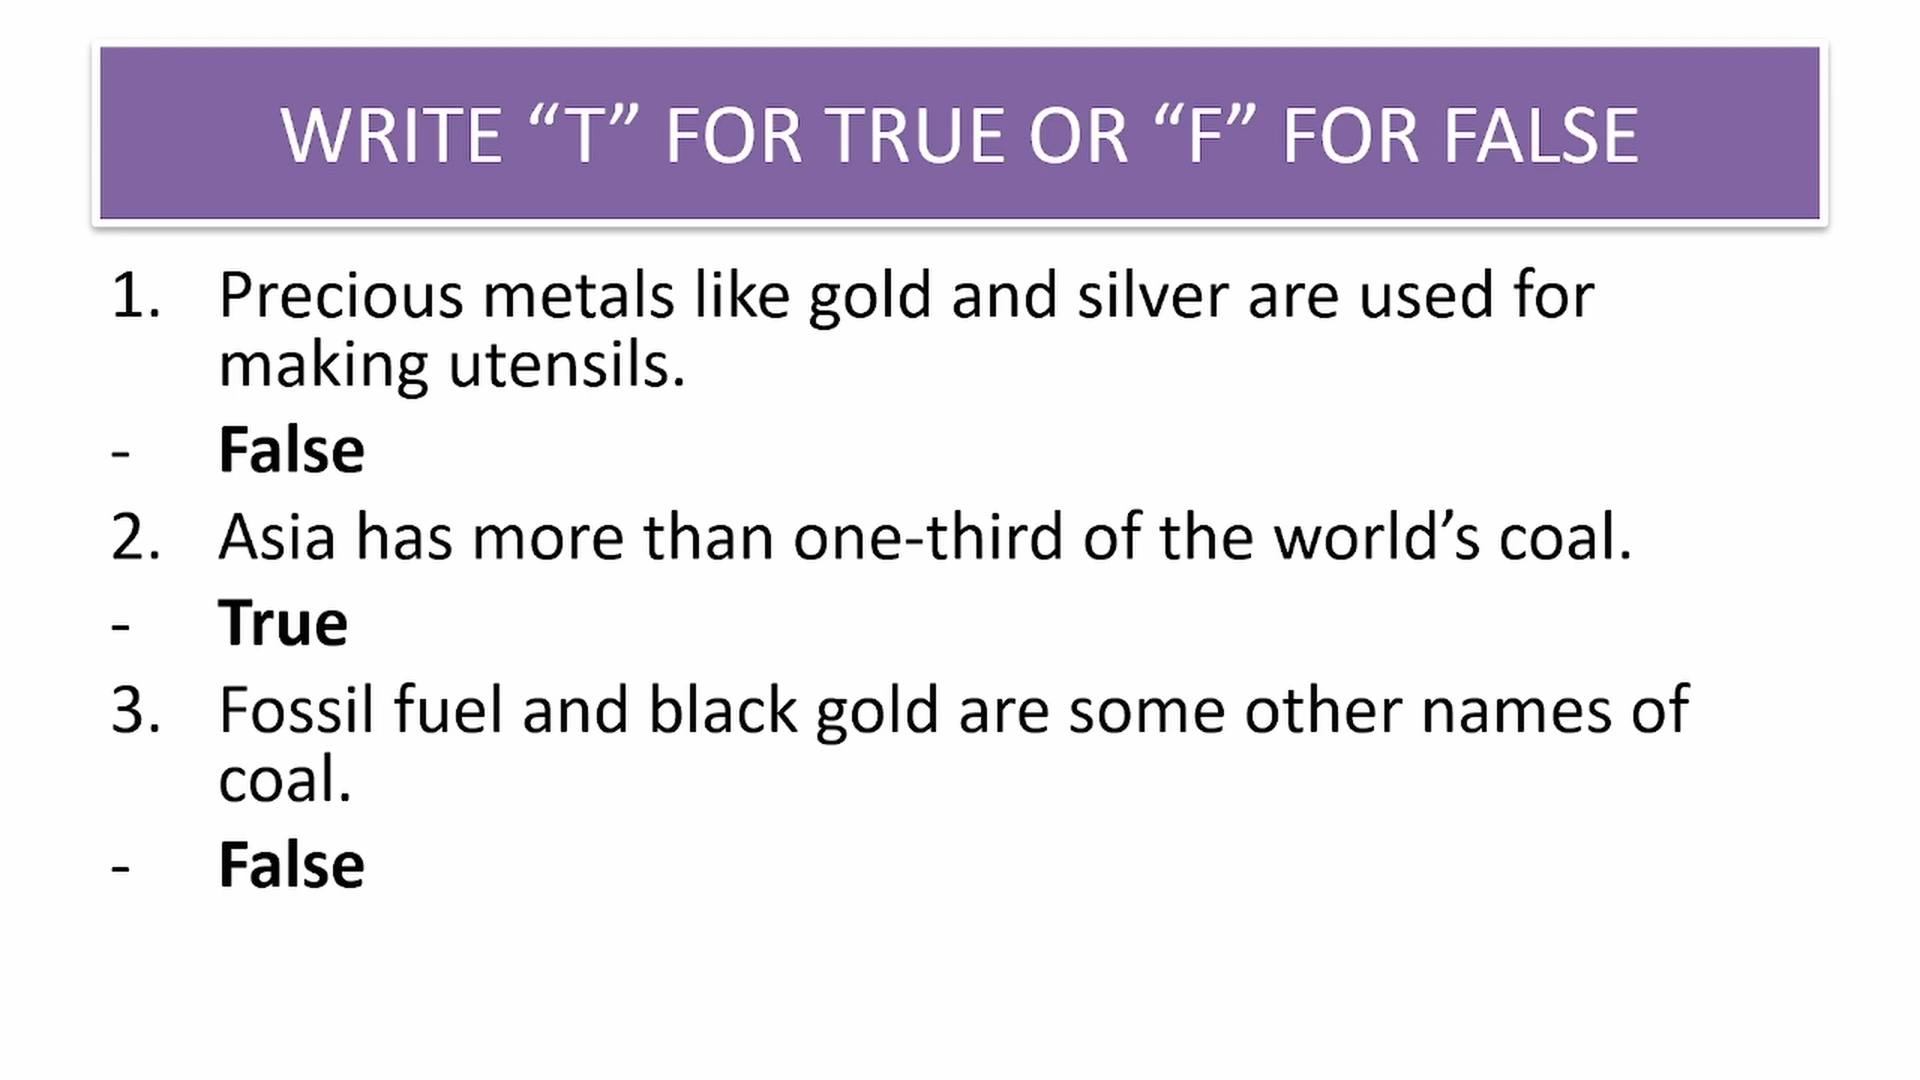 WRITE “T” FOR TRUE OR “F” FOR FALSE
1. Precious metals like gold and silver are used for
making utensils.
- False
2. Asia has more than one-third of the world’s coal.
- True
3. Fossil fuel and black gold are some other names of
coal.
- False